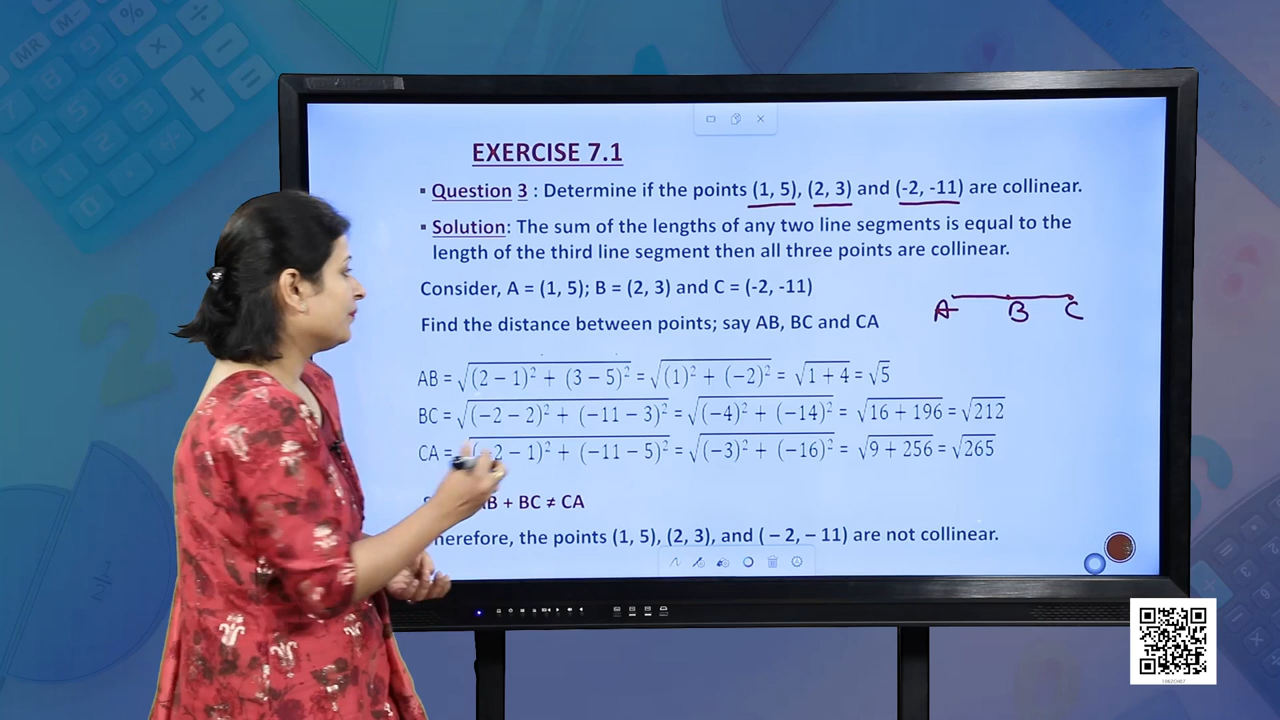 EXERCISE 7.1
▪ Question 3 : Determine if the points (1, 5), (2, 3) and (-2, -11) are collinear.
▪ Solution: The sum of the lengths of any two line segments is equal to the
length of the third line segment then all three points are collinear.
Consider, A = (1, 5); B = (2, 3) and C = (-2, -11)
A B C
Find the distance between points; say AB, BC and CA
AB = √(2 − 1)² + (3 − 5)² = √(1)² + (−2)² = √1 + 4 = √5
BC = √(−2 − 2)² + (−11 − 3)² = √(−4)² + (−14)² = √16 + 196 = √212
CA = √(−2 − 1)² + (−11 − 5)² = √(−3)² + (−16)² = √9 + 256 = √265
AB + BC ≠ CA
the points (1, 5), (2, 3), and ( − 2, − 11) are not collinear.
MR M- % ÷